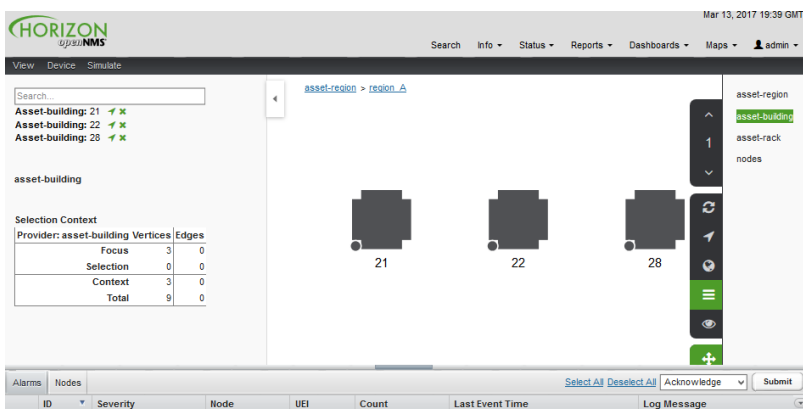 Mar 13, 2017 19:39 GMT
HORIZON
openNMS
Search Info Status Reports Dashboards Maps admin
View Device Simulate
Search...
Asset-building: 21
Asset-building: 22
Asset-building: 28
asset-building
Selection Context
Provider: asset-building Vertices Edges
Focus 3 0
Selection 0 0
Context 3 0
Total 9 0
asset-region > region_A
21 22 28
1
asset-region
asset-building
asset-rack
nodes
Alarms Nodes
Select All Deselect All Acknowledge Submit
ID Severity Node UEI Count Last Event Time Log Message